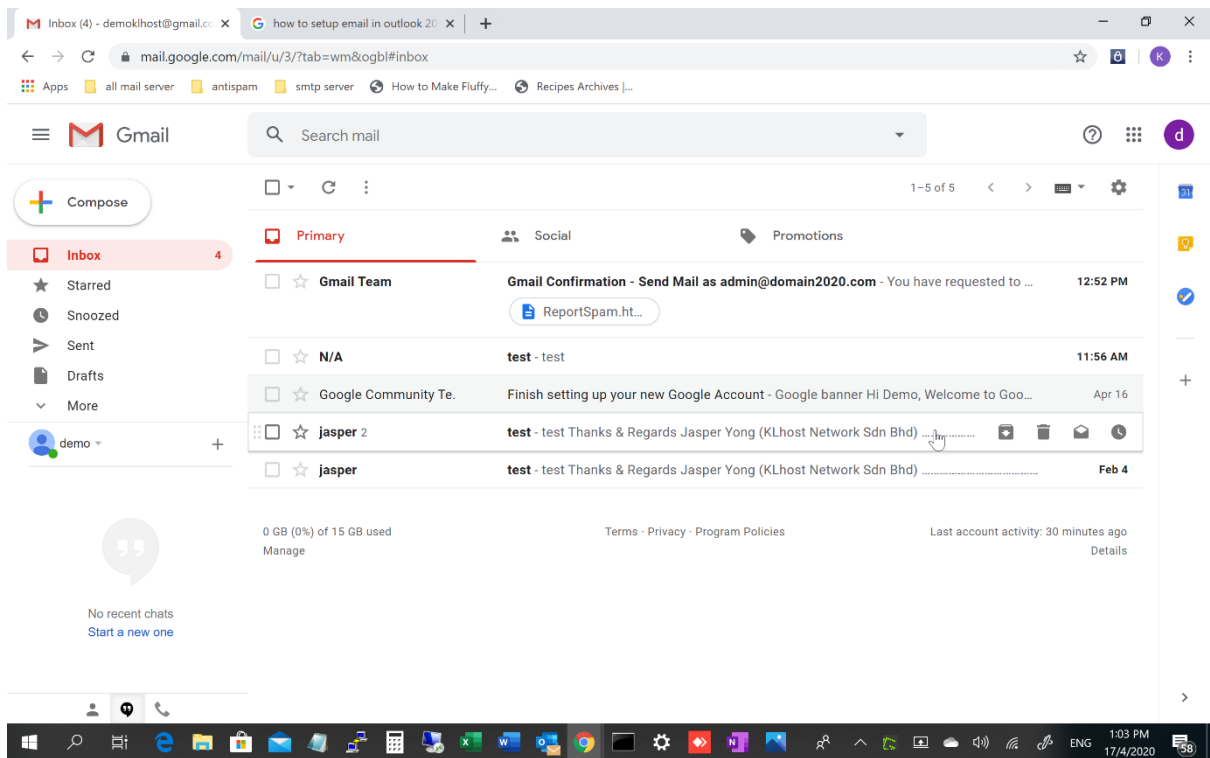 Inbox (4) - demoklhost@gmail.co
how to setup email in outlook 20
mail.google.com/mail/u/3/?tab=wm&ogbl#inbox
K
Apps all mail server antispam smtp server How to Make Fluffy... Recipes Archives |...
Gmail
Search mail
d
Compose
1–5 of 5
31
Primary Social Promotions
Inbox 4
Starred
Snoozed
Sent
Drafts
More
demo
Gmail Team Gmail Confirmation - Send Mail as admin@domain2020.com - You have requested to ... 12:52 PM
ReportSpam.ht...
N/A test - test 11:56 AM
Google Community Te. Finish setting up your new Google Account - Google banner Hi Demo, Welcome to Goo... Apr 16
jasper 2 test - test Thanks & Regards Jasper Yong (KLhost Network Sdn Bhd) ....................
jasper test - test Thanks & Regards Jasper Yong (KLhost Network Sdn Bhd) ........................................ Feb 4
0 GB (0%) of 15 GB used Terms · Privacy · Program Policies Last account activity: 30 minutes ago
Manage Details
No recent chats
Start a new one
ENG
1:03 PM
17/4/2020
58